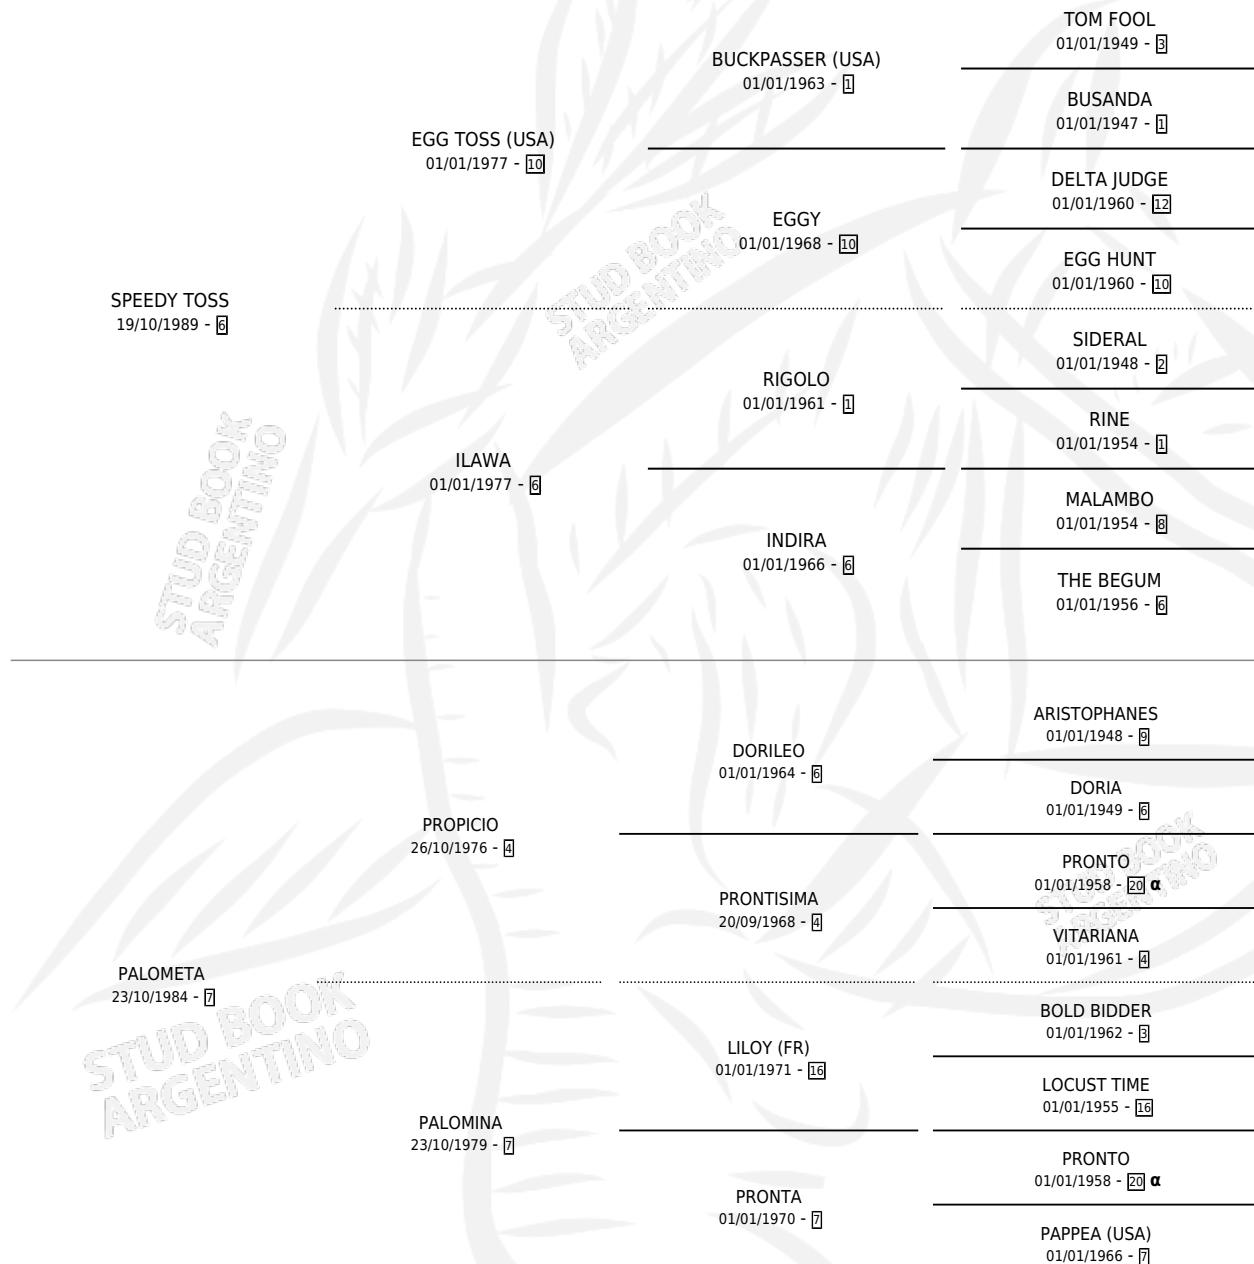 TOM FOOL
01/01/1949 - 3
BUCKPASSER (USA)
01/01/1963 - 1
BUSANDA
01/01/1947 - 1
EGG TOSS (USA)
01/01/1977 - 10
DELTA JUDGE
01/01/1960 - 12
EGGY
01/01/1968 - 10
EGG HUNT
01/01/1960 - 10
SPEEDY TOSS
19/10/1989 - 6
STUD BOOK
ARGENTINO
SIDERAL
01/01/1948 - 2
RIGOLO
01/01/1961 - 1
RINE
01/01/1954 - 1
ILAWA
01/01/1977 - 6
MALAMBO
01/01/1954 - 8
INDIRA
01/01/1966 - 6
THE BEGUM
01/01/1956 - 6
STUD BOOK
ARGENTINO
ARISTOPHANES
01/01/1948 - 9
DORILEO
01/01/1964 - 6
DORIA
01/01/1949 - 6
PROPICIO
26/10/1976 - 4
PRONTO
01/01/1958 - 20 α
PRONTISIMA
20/09/1968 - 4
VITARIANA
01/01/1961 - 4
STUD BOOK
ARGENTINO
PALOMETA
23/10/1984 - 7
BOLD BIDDER
01/01/1962 - 3
LILOY (FR)
01/01/1971 - 16
LOCUST TIME
01/01/1955 - 16
STUD BOOK
ARGENTINO
PALOMINA
23/10/1979 - 7
PRONTO
01/01/1958 - 20 α
PRONTA
01/01/1970 - 7
PAPPEA (USA)
01/01/1966 - 7